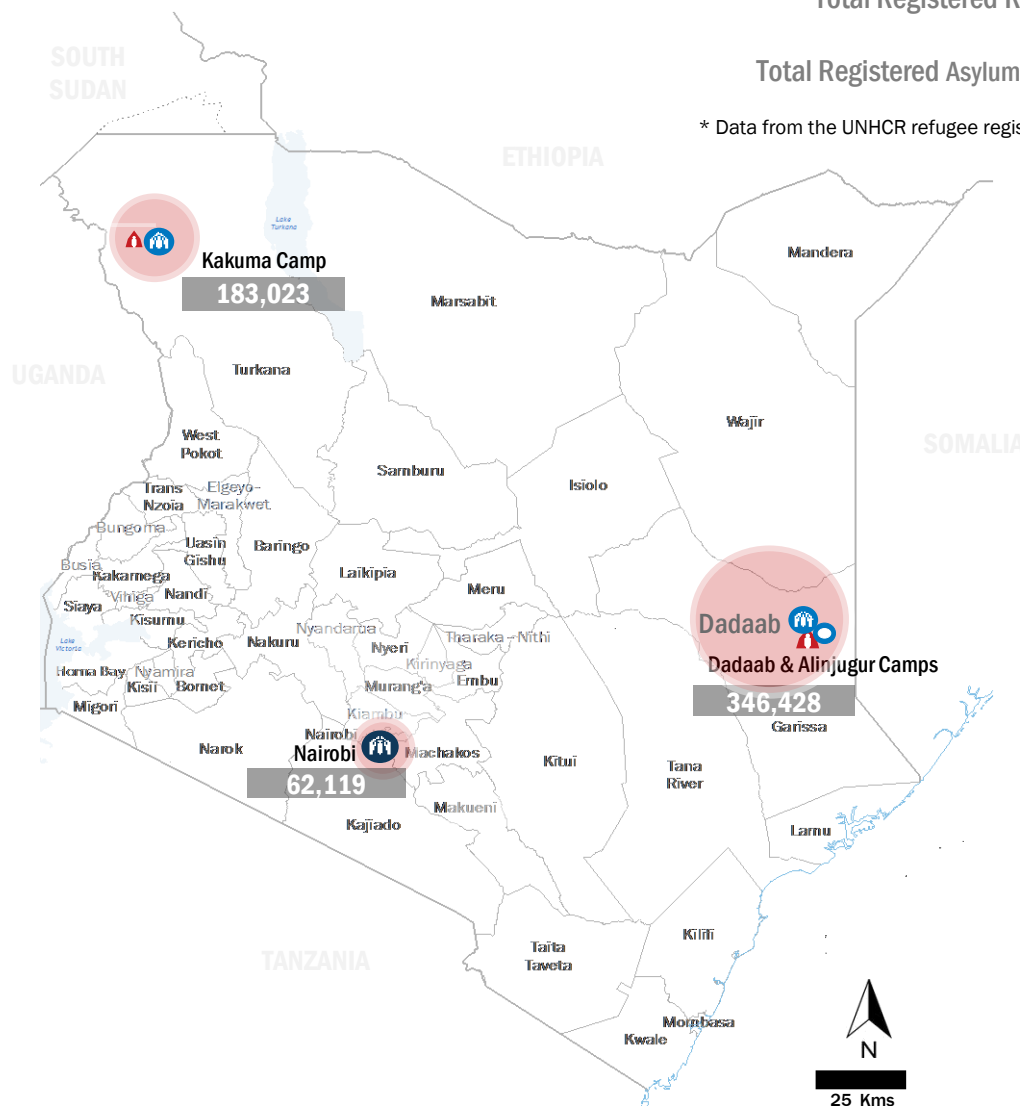 Total Registered R
Total Registered Asylum
* Data from the UNHCR refugee regis
SOUTH
SUDAN
ETHIOPIA
Lake
Turkana
Mandera
Kakuma Camp
183,023
Marsabit
UGANDA
Turkana
Wajir
West
Pokot
SOMALIA
Samburu
Isiolo
Trans
Nzoia
Elgeyo-
Marakwet
Bungoma
Uasin
Gishu
Baringo
Busia
Kakamega
Laikipia
Vihiga
Nandi
Meru
Siaya
Kisumu
Dadaab
Lake
Victoria
Kericho
Nakuru
Nyandarua
Nyeri
Tharaka - Nithi
Kirinyaga
Embu
Dadaab & Alinjugur Camps
Homa Bay
Nyamira
Kisii
Bomet
Murang'a
346,428
Migori
Kiambu
Garissa
Narok
Nairobi
Nairobi
Machakos
Kitui
Tana
River
62,119
Makueni
Kajiado
Lamu
Kilifi
Taita
Taveta
TANZANIA
Mombasa
Kwale
N
25 Kms